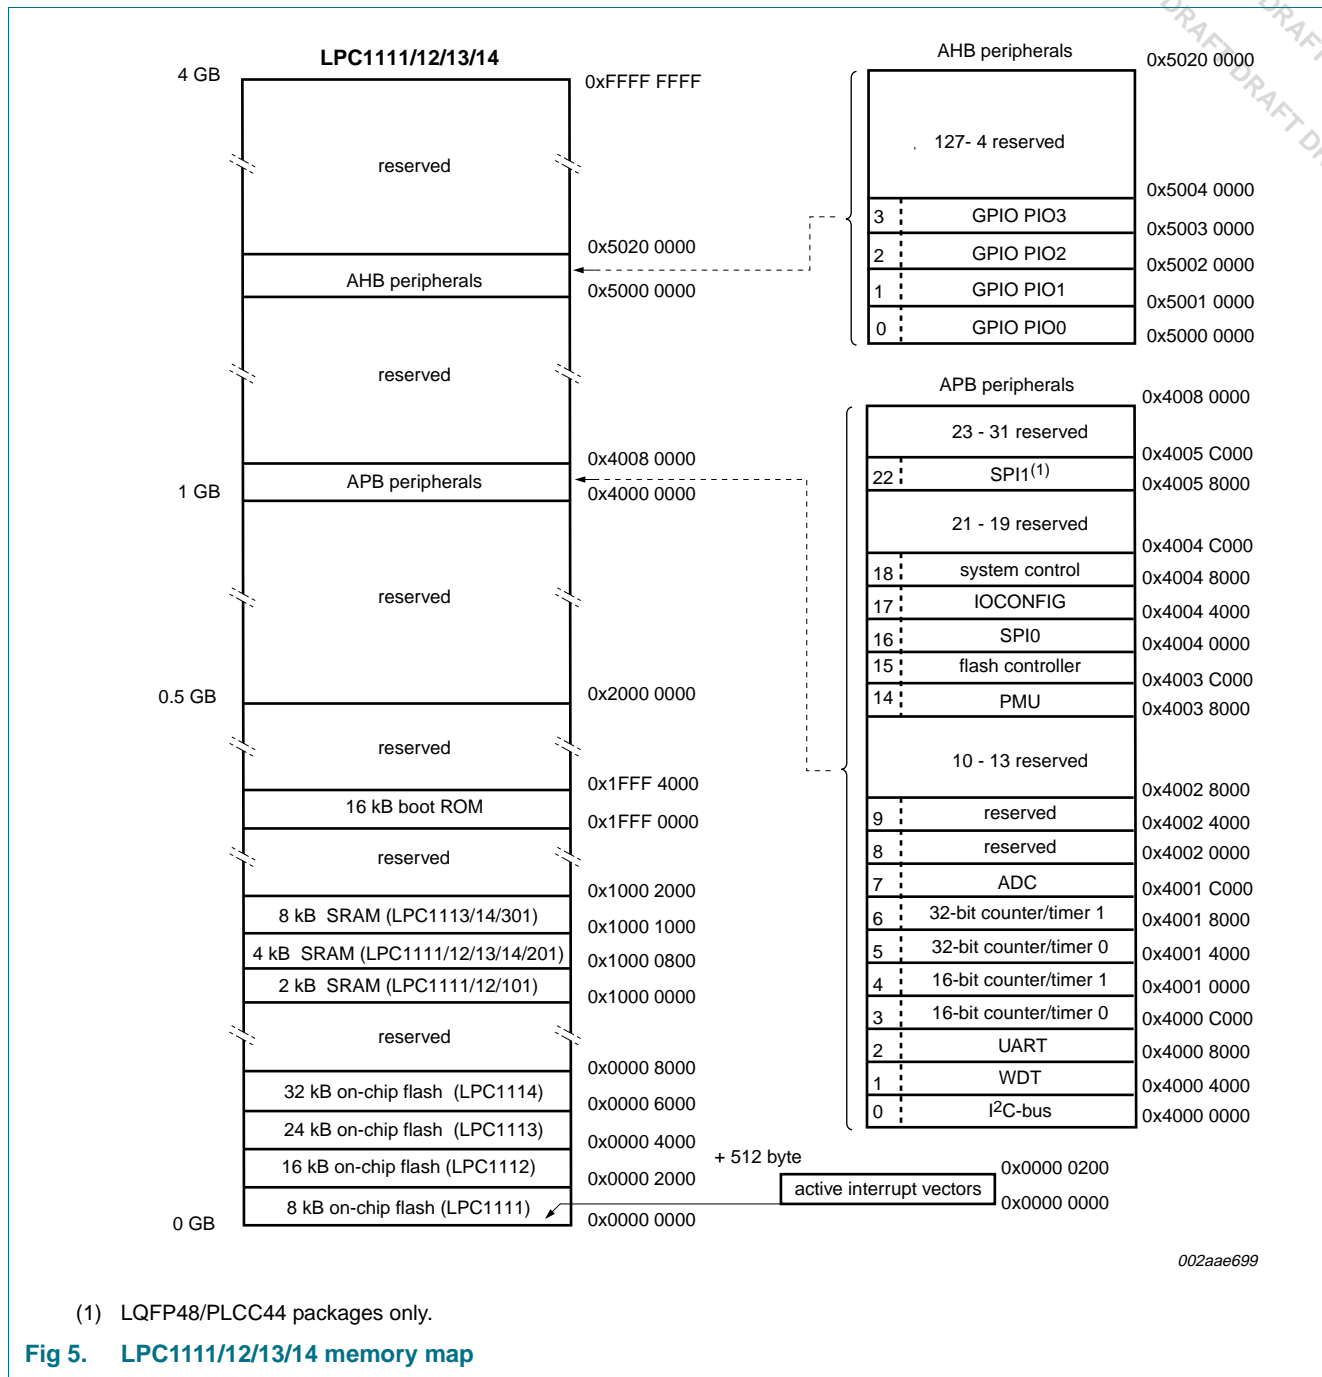 DRAFT DRAFT DRAFT DR
DRAFT
LPC1111/12/13/14
4 GB
0xFFFF FFFF
reserved
0x5020 0000
AHB peripherals
0x5000 0000
reserved
0x4008 0000
APB peripherals
1 GB
0x4000 0000
reserved
0.5 GB
0x2000 0000
reserved
0x1FFF 4000
16 kB boot ROM
0x1FFF 0000
reserved
0x1000 2000
8 kB SRAM (LPC1113/14/301)
0x1000 1000
4 kB SRAM (LPC1111/12/13/14/201)
0x1000 0800
2 kB SRAM (LPC1111/12/101)
0x1000 0000
reserved
0x0000 8000
32 kB on-chip flash (LPC1114)
0x0000 6000
24 kB on-chip flash (LPC1113)
0x0000 4000
16 kB on-chip flash (LPC1112)
0x0000 2000
8 kB on-chip flash (LPC1111)
0 GB
0x0000 0000
AHB peripherals
0x5020 0000
127- 4 reserved
0x5004 0000
3 GPIO PIO3
0x5003 0000
2 GPIO PIO2
0x5002 0000
1 GPIO PIO1
0x5001 0000
0 GPIO PIO0
0x5000 0000
APB peripherals
0x4008 0000
23 - 31 reserved
0x4005 C000
22 SPI1(1)
0x4005 8000
21 - 19 reserved
0x4004 C000
18 system control
0x4004 8000
17 IOCONFIG
0x4004 4000
16 SPI0
0x4004 0000
15 flash controller
0x4003 C000
14 PMU
0x4003 8000
10 - 13 reserved
0x4002 8000
9 reserved
0x4002 4000
8 reserved
0x4002 0000
7 ADC
0x4001 C000
6 32-bit counter/timer 1
0x4001 8000
5 32-bit counter/timer 0
0x4001 4000
4 16-bit counter/timer 1
0x4001 0000
3 16-bit counter/timer 0
0x4000 C000
2 UART
0x4000 8000
1 WDT
0x4000 4000
0 I2C-bus
0x4000 0000
+ 512 byte
0x0000 0200
active interrupt vectors
0x0000 0000
002aae699
(1) LQFP48/PLCC44 packages only.
Fig 5. LPC1111/12/13/14 memory map